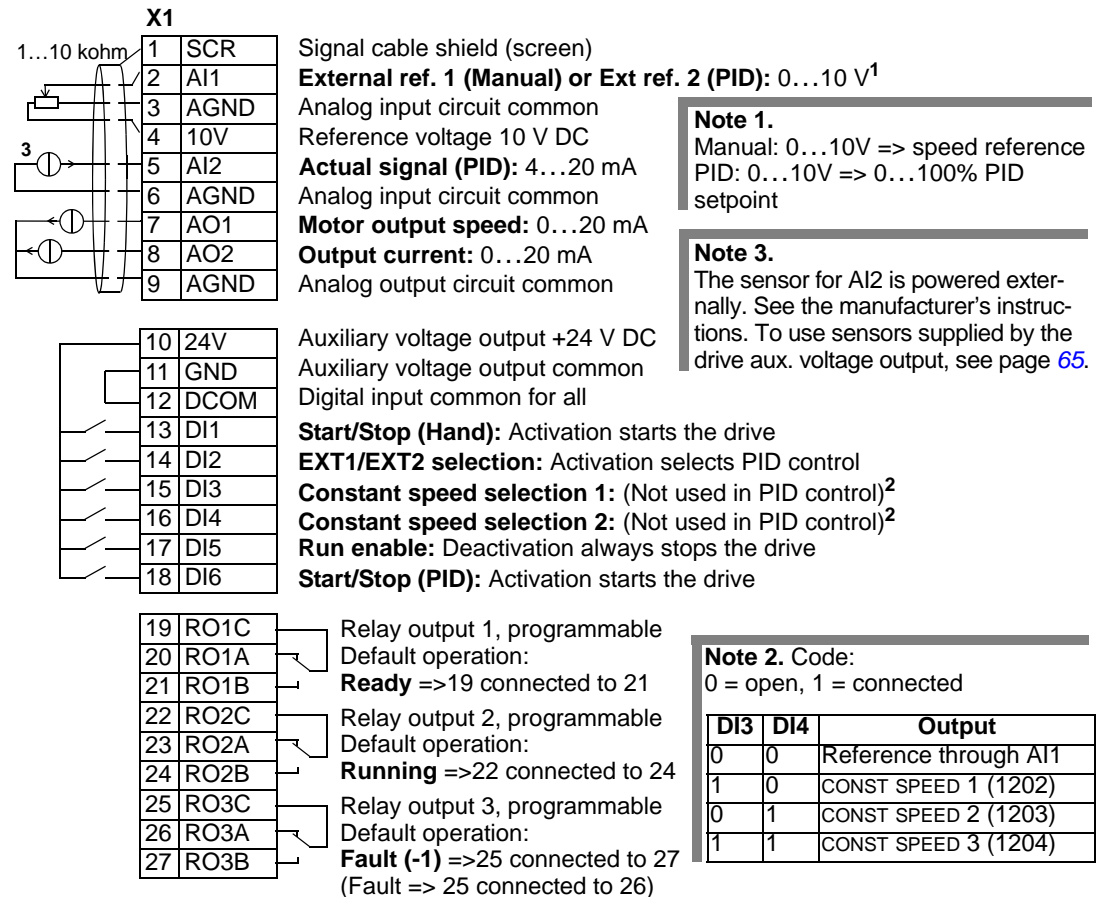 X1
1…10 kohm
1 SCR Signal cable shield (screen)
2 AI1 External ref. 1 (Manual) or Ext ref. 2 (PID): 0…10 V1
3 AGND Analog input circuit common
4 10V Reference voltage 10 V DC
3
5 AI2 Actual signal (PID): 4…20 mA
6 AGND Analog input circuit common
7 AO1 Motor output speed: 0…20 mA
8 AO2 Output current: 0…20 mA
9 AGND Analog output circuit common
Note 1.
Manual: 0…10V => speed reference
PID: 0…10V => 0…100% PID
setpoint
Note 3.
The sensor for AI2 is powered exter-
nally. See the manufacturer's instruc-
tions. To use sensors supplied by the
drive aux. voltage output, see page 65.
10 24V Auxiliary voltage output +24 V DC
11 GND Auxiliary voltage output common
12 DCOM Digital input common for all
13 DI1 Start/Stop (Hand): Activation starts the drive
14 DI2 EXT1/EXT2 selection: Activation selects PID control
15 DI3 Constant speed selection 1: (Not used in PID control)2
16 DI4 Constant speed selection 2: (Not used in PID control)2
17 DI5 Run enable: Deactivation always stops the drive
18 DI6 Start/Stop (PID): Activation starts the drive
19 RO1C Relay output 1, programmable
20 RO1A Default operation:
21 RO1B Ready =>19 connected to 21
22 RO2C Relay output 2, programmable
23 RO2A Default operation:
24 RO2B Running =>22 connected to 24
25 RO3C Relay output 3, programmable
26 RO3A Default operation:
27 RO3B Fault (-1) =>25 connected to 27
(Fault => 25 connected to 26)
Note 2. Code:
0 = open, 1 = connected
DI3 DI4 Output
0 0 Reference through AI1
1 0 CONST SPEED 1 (1202)
0 1 CONST SPEED 2 (1203)
1 1 CONST SPEED 3 (1204)